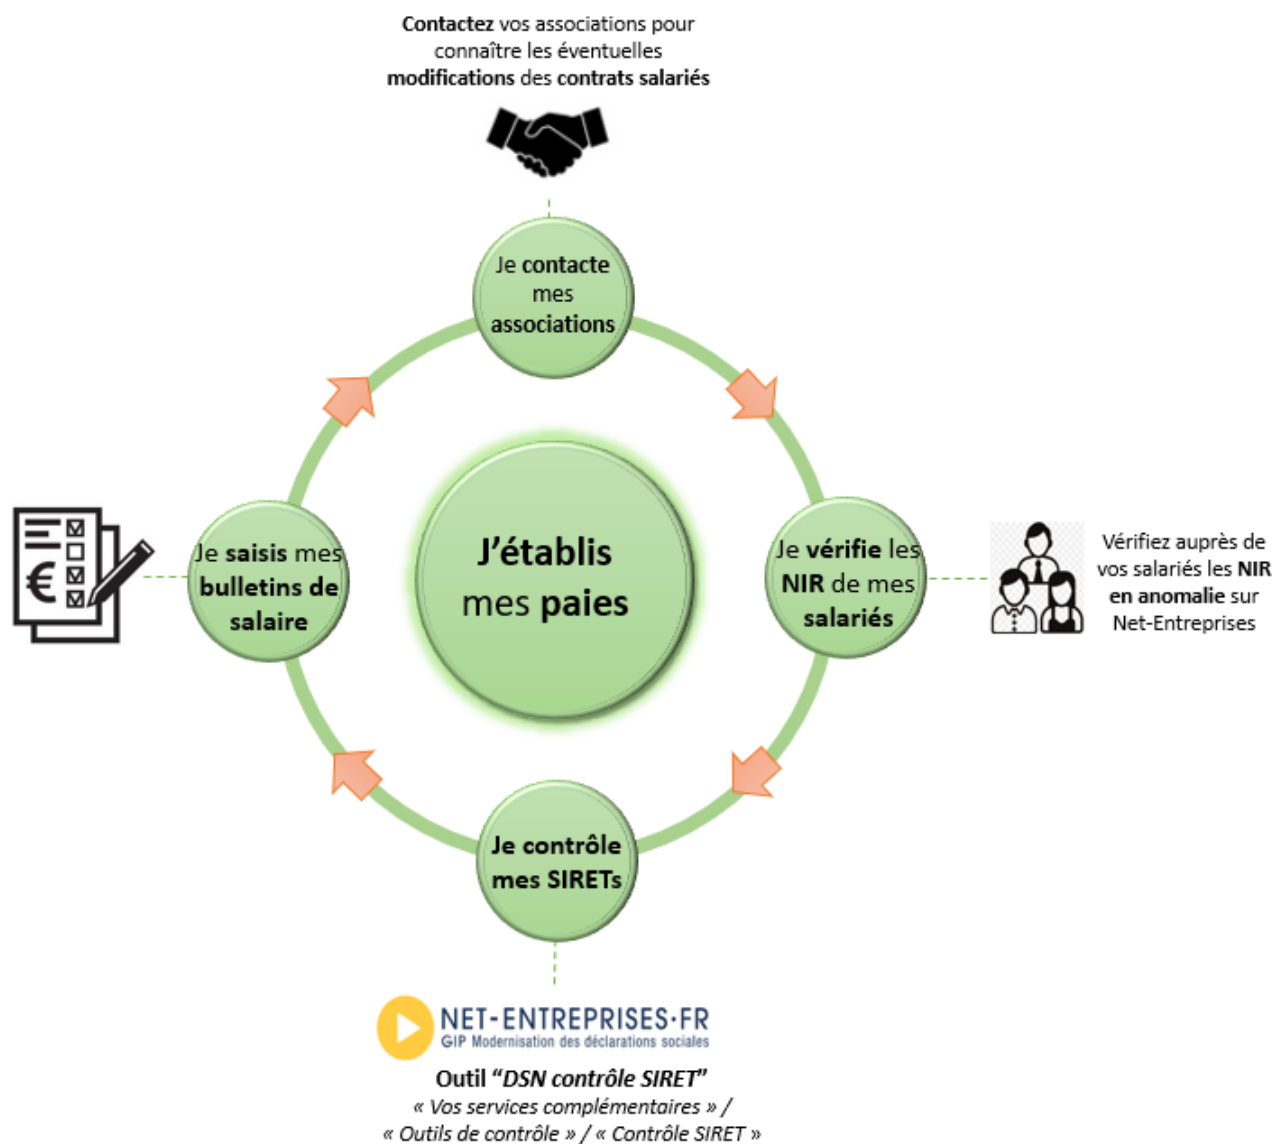 Contactez vos associations pour
connaître les éventuelles
modifications des contrats salariés
Je contacte
mes
associations
Je vérifie les
NIR de mes
salariés
Vérifiez auprès de
vos salariés les NIR
en anomalie sur
Net-Entreprises
Je contrôle
mes SIRETs
NET-ENTREPRISES·FR
GIP Modernisation des déclarations sociales
Outil “DSN contrôle SIRET”
« Vos services complémentaires » /
« Outils de contrôle » / « Contrôle SIRET »
Je saisis mes
bulletins de
salaire
€
J’établis
mes paies